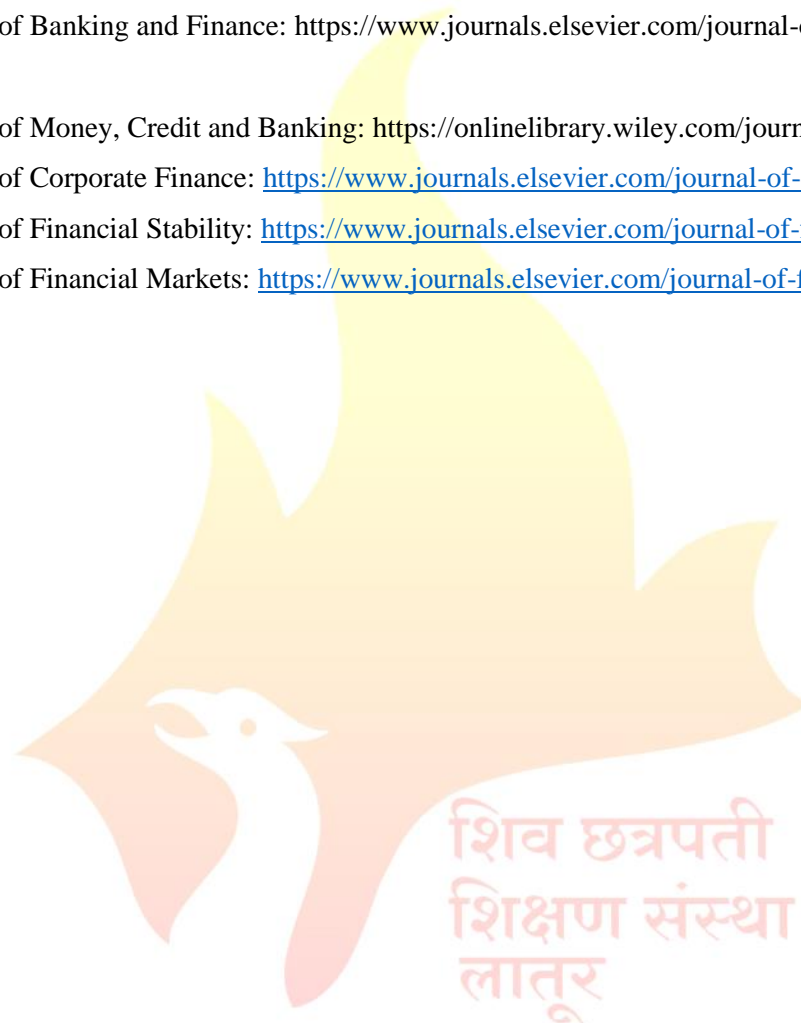 of Banking and Finance: https://www.journals.elsevier.com/journal-
of Money, Credit and Banking: https://onlinelibrary.wiley.com/journ
of Corporate Finance: https://www.journals.elsevier.com/journal-of-
of Financial Stability: https://www.journals.elsevier.com/journal-of-
of Financial Markets: https://www.journals.elsevier.com/journal-of-f
शिव छत्रपती
शिक्षण संस्था
लातूर